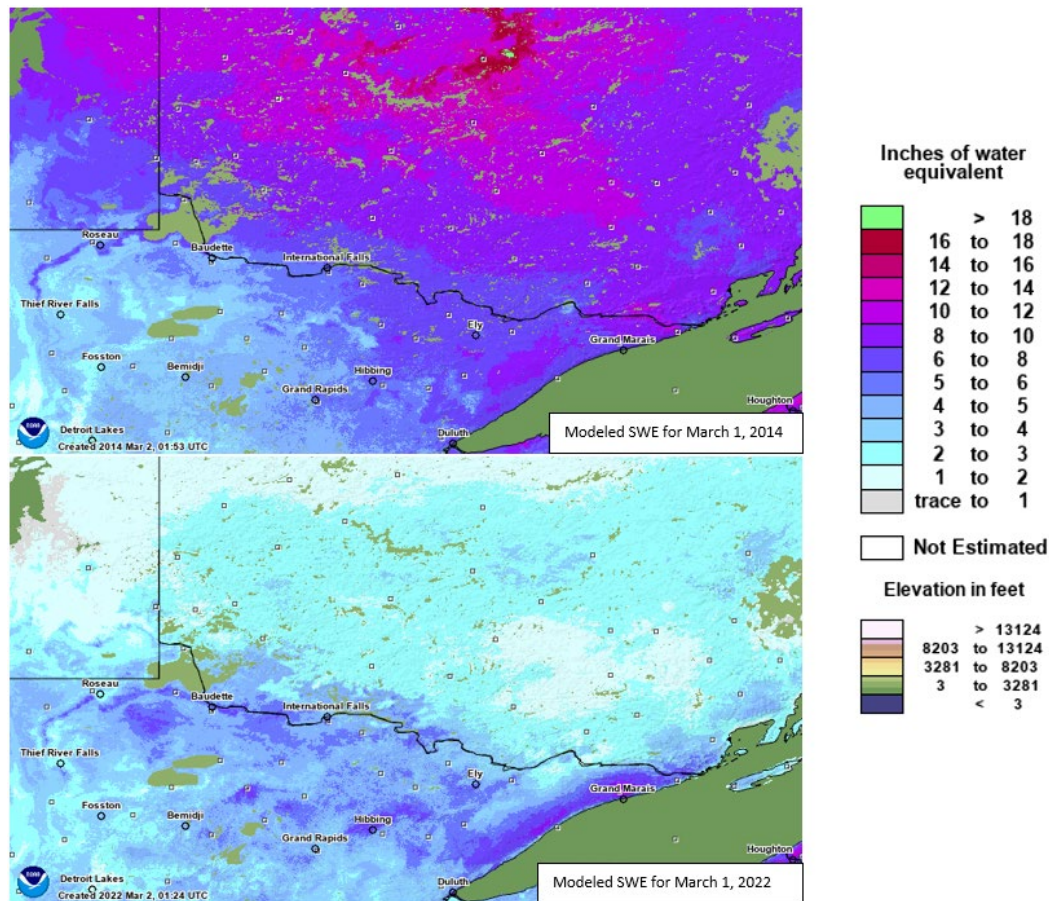 Roseau
Baudette
International Falls
Thief River Falls
Ely
Grand Marais
Fosston
Bemidji
Hibbing
Grand Rapids
Houghton
Detroit Lakes
Duluth
NOAA
Created 2014 Mar 2, 01:53 UTC
Modeled SWE for March 1, 2014
Roseau
Baudette
International Falls
Thief River Falls
Ely
Grand Marais
Fosston
Bemidji
Hibbing
Grand Rapids
Houghton
Detroit Lakes
Duluth
NOAA
Created 2022 Mar 2, 01:24 UTC
Modeled SWE for March 1, 2022
Inches of water
equivalent
> 18
16 to 18
14 to 16
12 to 14
10 to 12
8 to 10
6 to 8
5 to 6
4 to 5
3 to 4
2 to 3
1 to 2
trace to 1
Not Estimated
Elevation in feet
> 13124
8203 to 13124
3281 to 8203
3 to 3281
< 3